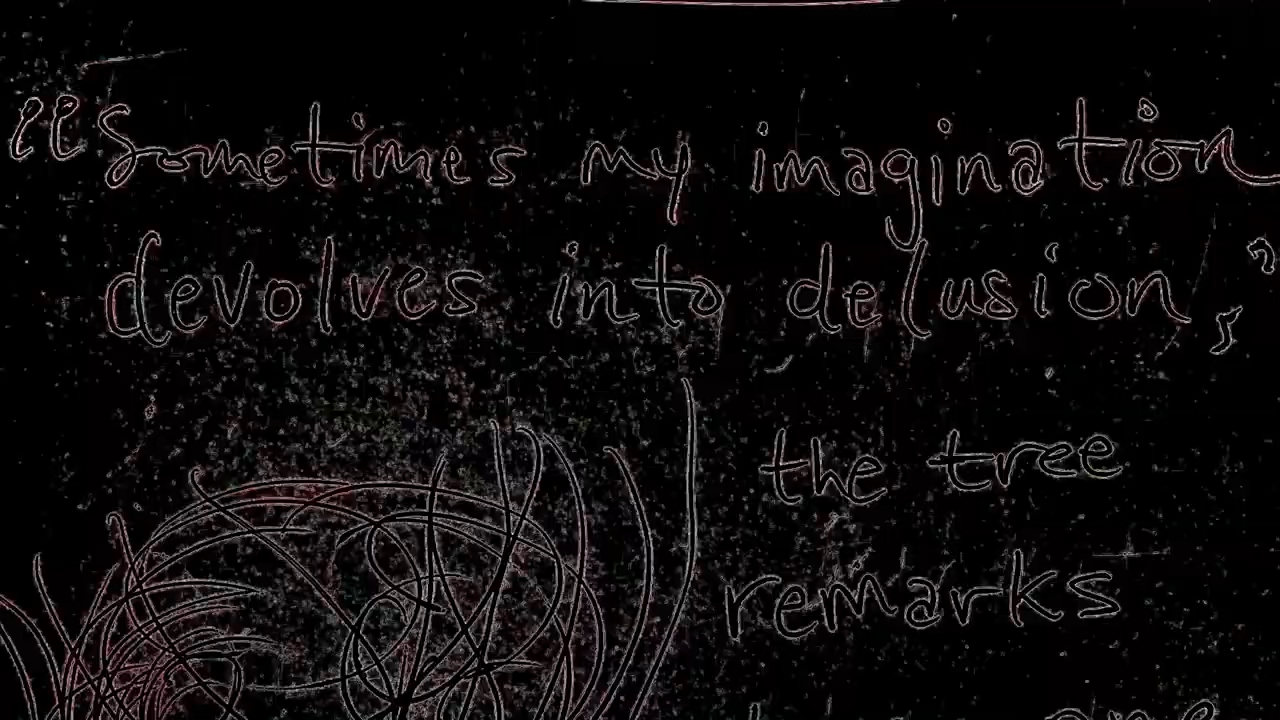 “Sometimes my imagination
devolves into delusion,”
the tree
remarks